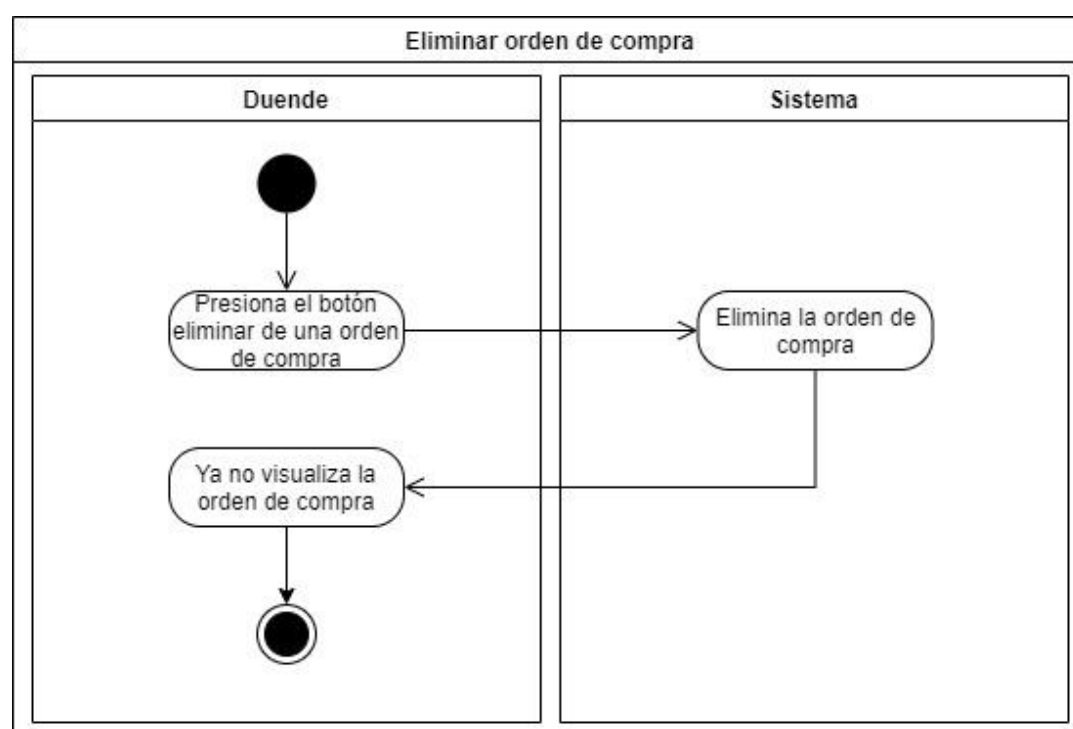 Eliminar orden de compra
Duende
Sistema
Presiona el botón
eliminar de una orden
de compra
Elimina la orden de
compra
Ya no visualiza la
orden de compra